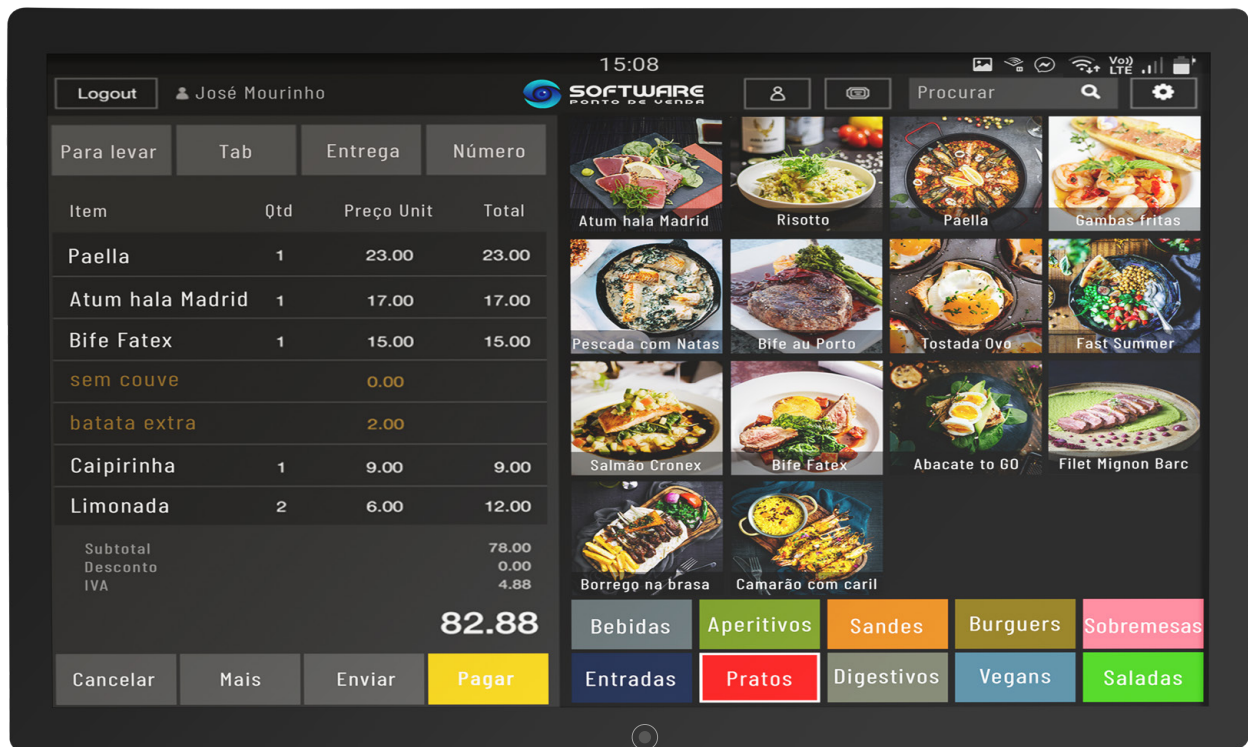 15:08
Vo)) LTE
Logout
José Mourinho
SOFTWARE
PONTO DE VENDA
Procurar
Para levar
Tab
Entrega
Número
Item Qtd Preço Unit Total
Paella 1 23.00 23.00
Atum hala Madrid 1 17.00 17.00
Bife Fatex 1 15.00 15.00
sem couve 0.00
batata extra 2.00
Caipirinha 1 9.00 9.00
Limonada 2 6.00 12.00
Subtotal 78.00
Desconto 0.00
IVA 4.88
82.88
Cancelar
Mais
Enviar
Pagar
Atum hala Madrid
Risotto
Paella
Gambas fritas
Pescada com Natas
Bife au Porto
Tostada Ovo
Fast Summer
Salmão Cronex
Bife Fatex
Abacate to GO
Filet Mignon Barc
Borrego na brasa
Camarão com caril
Bebidas
Aperitivos
Sandes
Burguers
Sobremesas
Entradas
Pratos
Digestivos
Vegans
Saladas